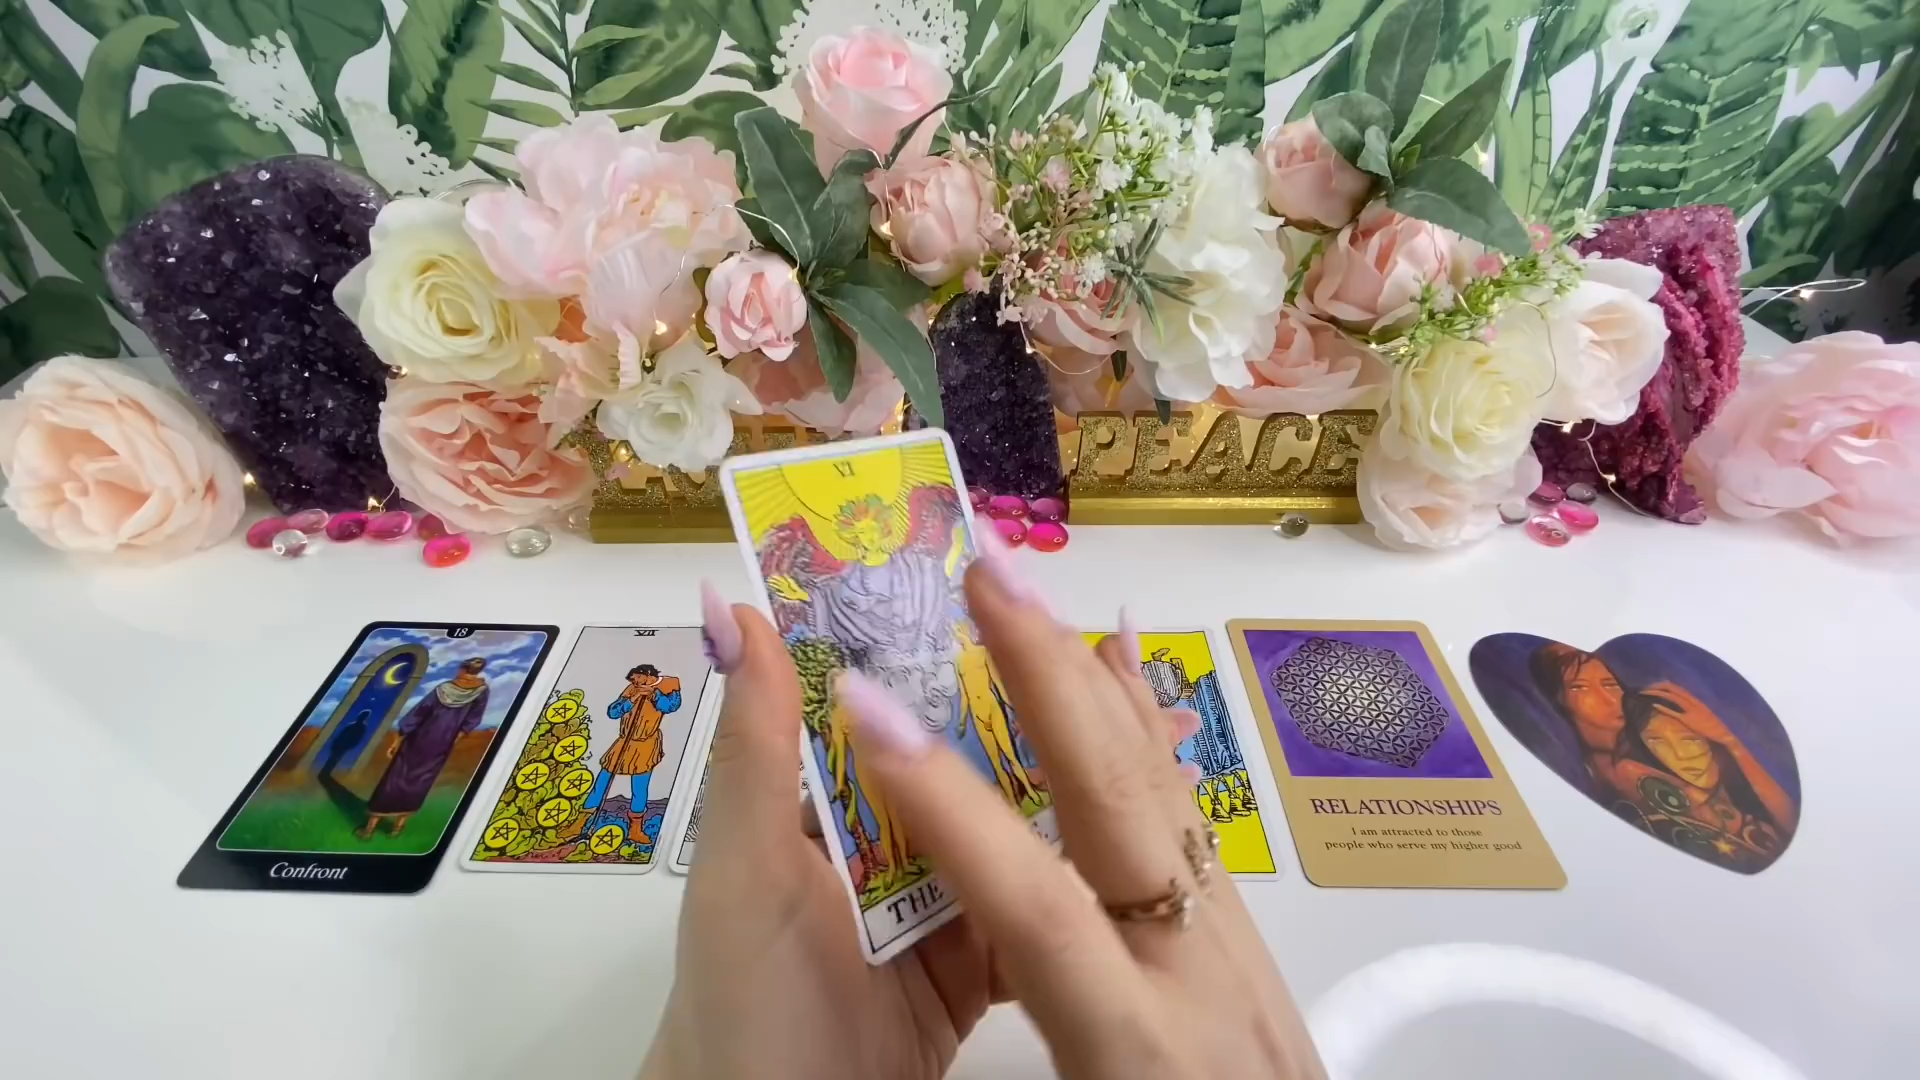 PEACE
VI
THE
18
Confront
VII
RELATIONSHIPS
I am attracted to those
people who serve my higher good